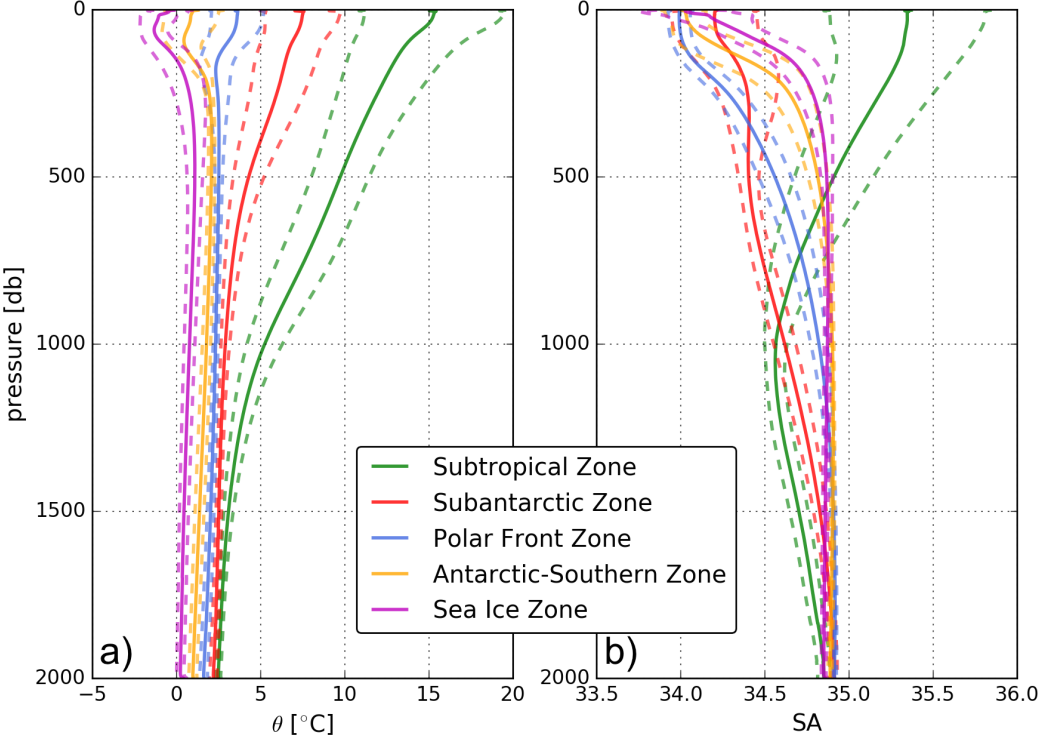 0
500
1000
1500
2000
−5
0
5
10
15
20
pressure [db]
θ [°C]
a)
0
500
1000
1500
2000
33.5
34.0
34.5
35.0
35.5
36.0
SA
b)
Subtropical Zone
Subantarctic Zone
Polar Front Zone
Antarctic-Southern Zone
Sea Ice Zone